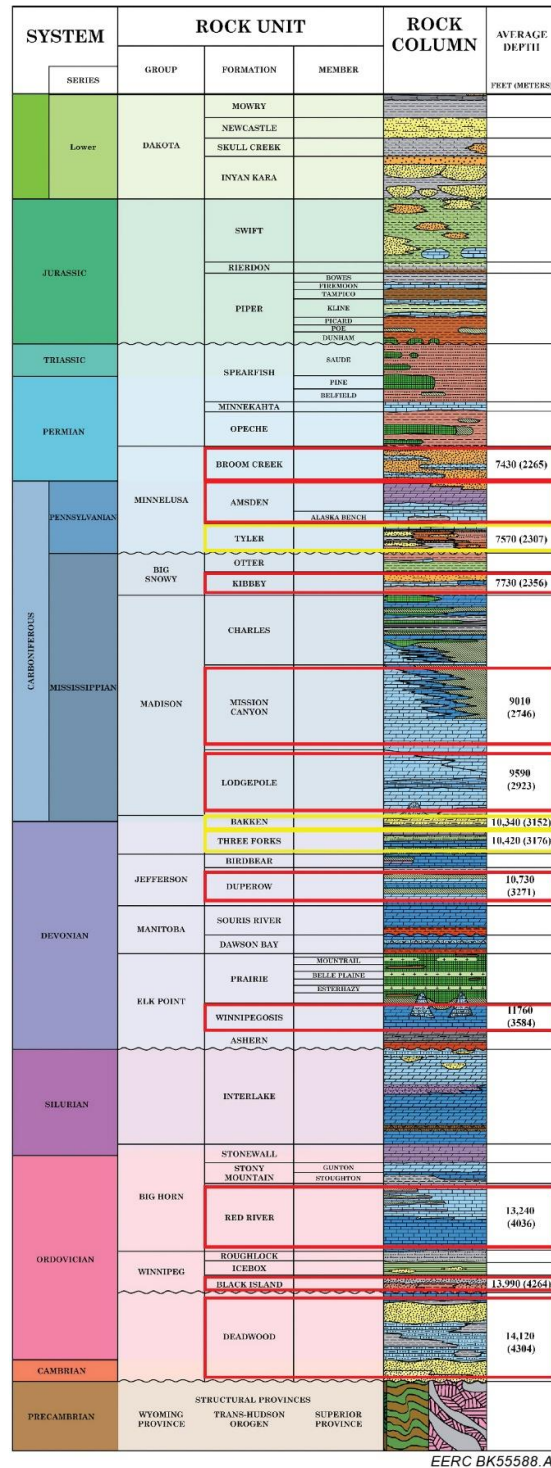 SYSTEM
ROCK UNIT
ROCK
COLUMN
AVERAGE
DEPTH
SERIES
GROUP
FORMATION
MEMBER
FEET (METERS)
Lower
DAKOTA
MOWRY
NEWCASTLE
SKULL CREEK
INYAN KARA
JURASSIC
SWIFT
RIERDON
PIPER
BOWES
FIREMOON
TAMPICO
KLINE
PICARD
POE
DUNHAM
TRIASSIC
SPEARFISH
SAUDE
PINE
BELFIELD
PERMIAN
MINNEKAHTA
OPECHE
MINNELUSA
BROOM CREEK
7430 (2265)
CARBONIFEROUS
PENNSYLVANIAN
AMSDEN
ALASKA BENCH
TYLER
7570 (2307)
MISSISSIPPIAN
BIG
SNOWY
OTTER
KIBBEY
7730 (2356)
MADISON
CHARLES
MISSION
CANYON
9010
(2746)
LODGEPOLE
9590
(2923)
BAKKEN
10,340 (3152)
DEVONIAN
JEFFERSON
THREE FORKS
10,420 (3176)
BIRDBEAR
DUPEROW
10,730
(3271)
MANITOBA
SOURIS RIVER
DAWSON BAY
ELK POINT
PRAIRIE
MOUNTRAIL
BELLE PLAINE
ESTERHAZY
WINNIPEGOSIS
11760
(3584)
ASHERN
SILURIAN
INTERLAKE
ORDOVICIAN
BIG HORN
STONEWALL
STONY
MOUNTAIN
GUNTON
STOUGHTON
RED RIVER
13,240
(4036)
WINNIPEG
ROUGHLOCK
ICEBOX
BLACK ISLAND
13,990 (4264)
DEADWOOD
14,120
(4304)
CAMBRIAN
PRECAMBRIAN
STRUCTURAL PROVINCES
WYOMING
PROVINCE
TRANS-HUDSON
OROGEN
SUPERIOR
PROVINCE
EERC BK55588.A